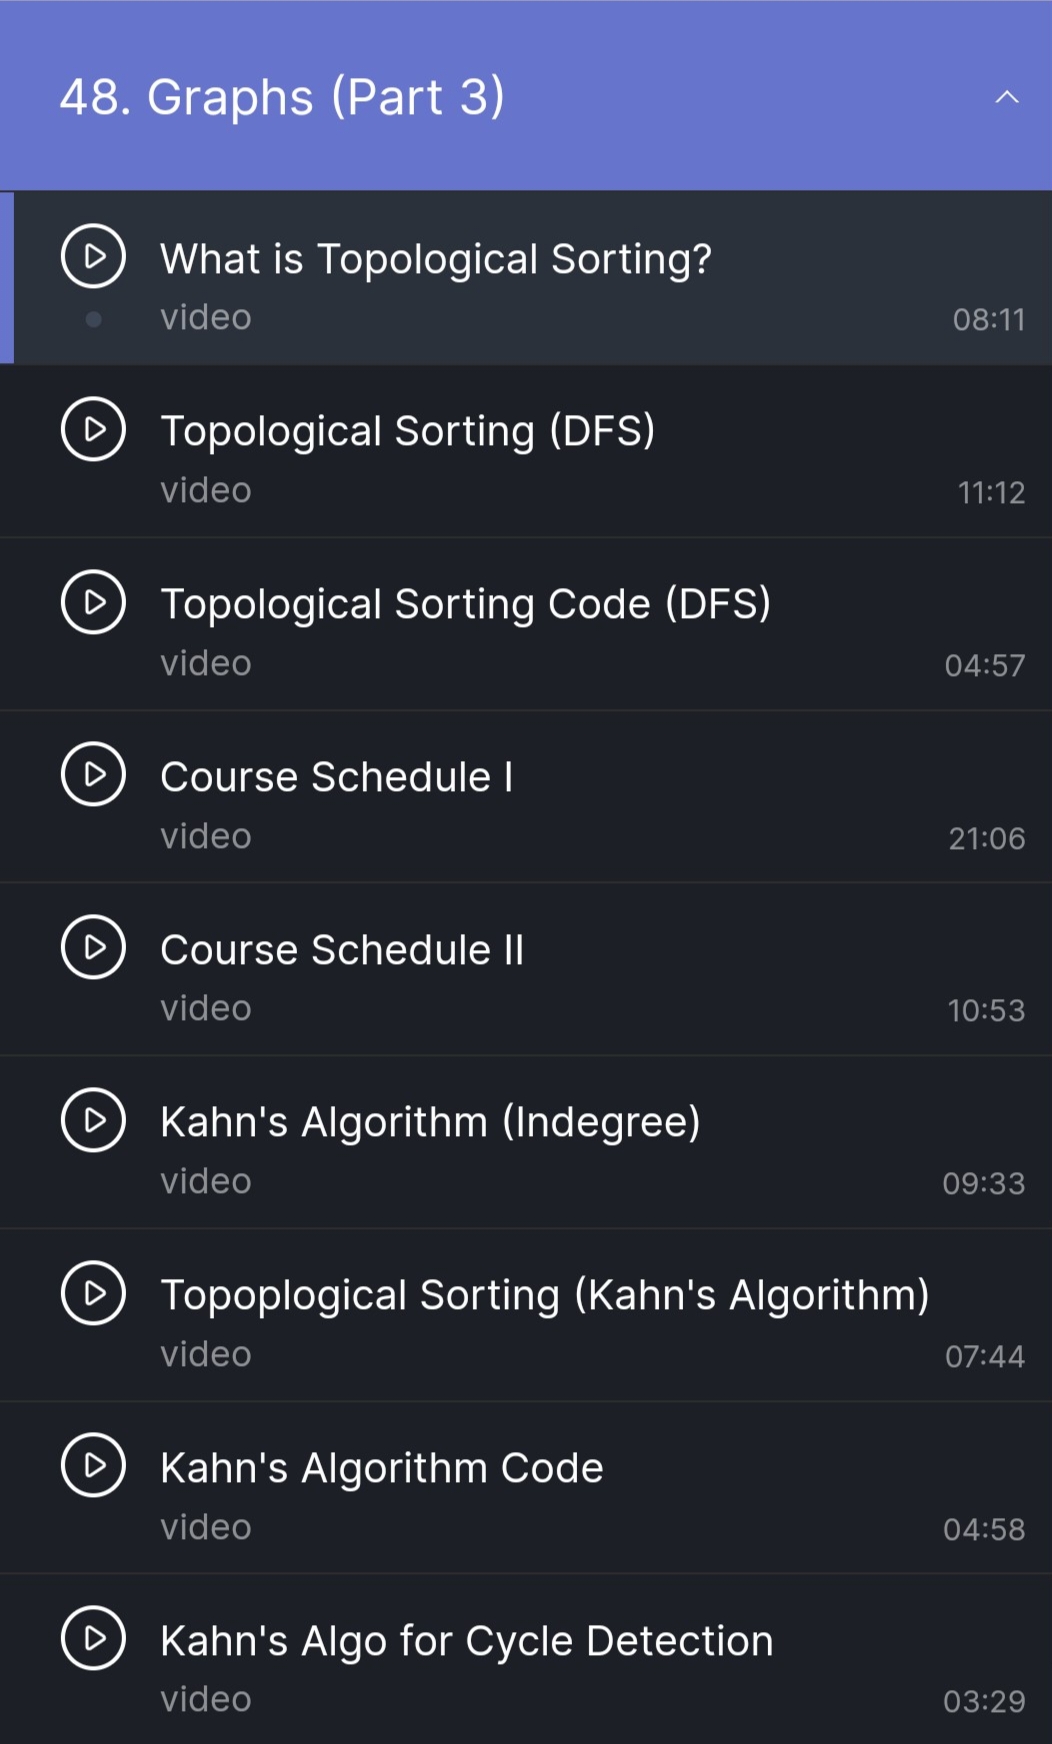 48. Graphs (Part 3)
What is Topological Sorting?
video
08:11
Topological Sorting (DFS)
video
11:12
Topological Sorting Code (DFS)
video
04:57
Course Schedule I
video
21:06
Course Schedule II
video
10:53
Kahn's Algorithm (Indegree)
video
09:33
Topoplogical Sorting (Kahn's Algorithm)
video
07:44
Kahn's Algorithm Code
video
04:58
Kahn's Algo for Cycle Detection
video
03:29